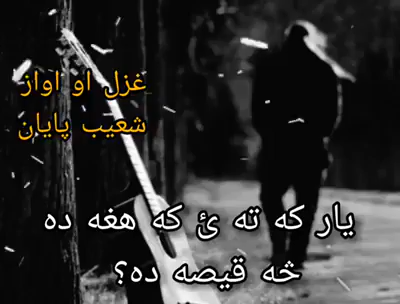 غزل او اواز
شعیب پایان
یار که ته ئ که هغه ده
څه قیصه ده؟